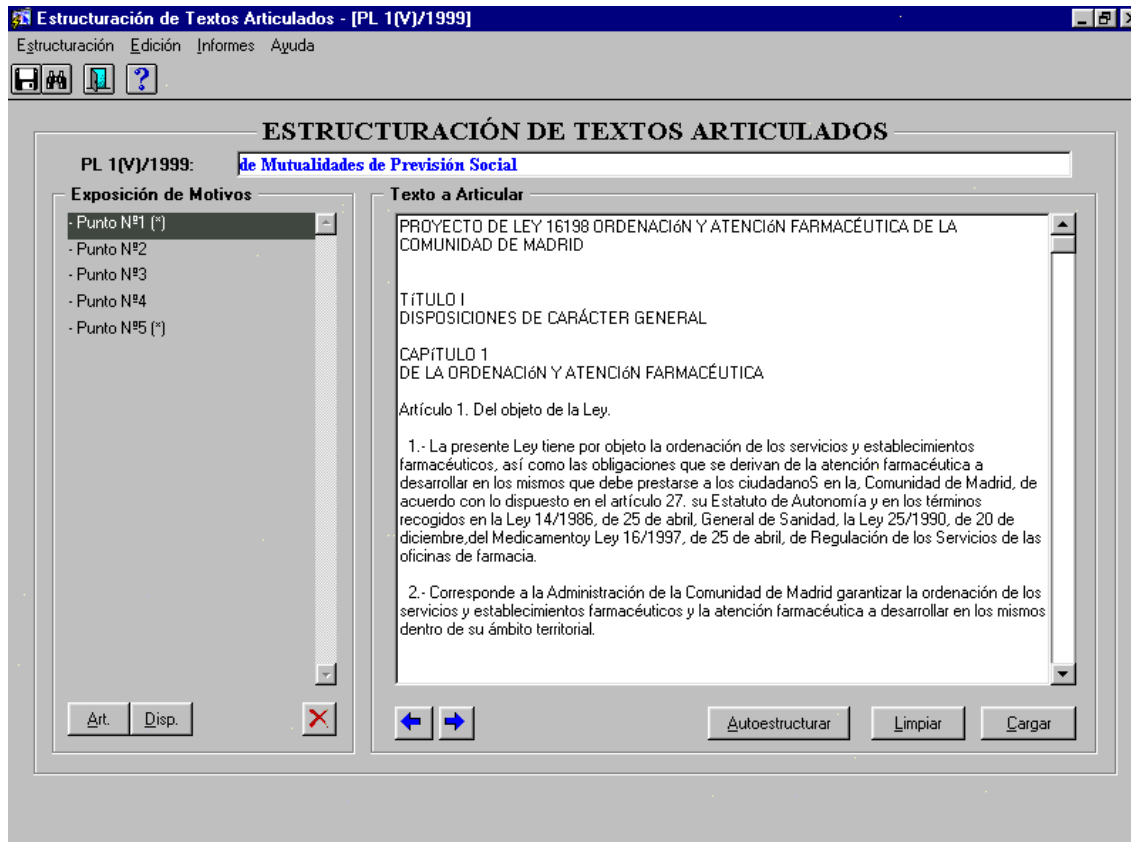 Estructuración de Textos Articulados - [PL 1(V)/1999]
Estructuración Edición Informes Ayuda
ESTRUCTURACIÓN DE TEXTOS ARTICULADOS
PL 1(V)/1999: de Mutualidades de Previsión Social
Exposición de Motivos
- Punto Nº1 (*)
- Punto Nº2
- Punto Nº3
- Punto Nº4
- Punto Nº5 (*)
Art. Disp.
Texto a Articular
PROYECTO DE LEY 16198 ORDENACIóN Y ATENCIóN FARMACÉUTICA DE LA
COMUNIDAD DE MADRID
TíTULO I
DISPOSICIONES DE CARÁCTER GENERAL
CAPíTULO 1
DE LA ORDENACIóN Y ATENCIóN FARMACÉUTICA
Artículo 1. Del objeto de la Ley.
1.- La presente Ley tiene por objeto la ordenación de los servicios y establecimientos
farmacéuticos, así como las obligaciones que se derivan de la atención farmacéutica a
desarrollar en los mismos que debe prestarse a los ciudadanoS en la, Comunidad de Madrid, de
acuerdo con lo dispuesto en el artículo 27. su Estatuto de Autonomía y en los términos
recogidos en la Ley 14/1986, de 25 de abril, General de Sanidad, la Ley 25/1990, de 20 de
diciembre,del Medicamentoy Ley 16/1997, de 25 de abril, de Regulación de los Servicios de las
oficinas de farmacia.
2.- Corresponde a la Administración de la Comunidad de Madrid garantizar la ordenación de los
servicios y establecimientos farmacéuticos y la atención farmacéutica a desarrollar en los mismos
dentro de su ámbito territorial.
Autoestructurar Limpiar Cargar